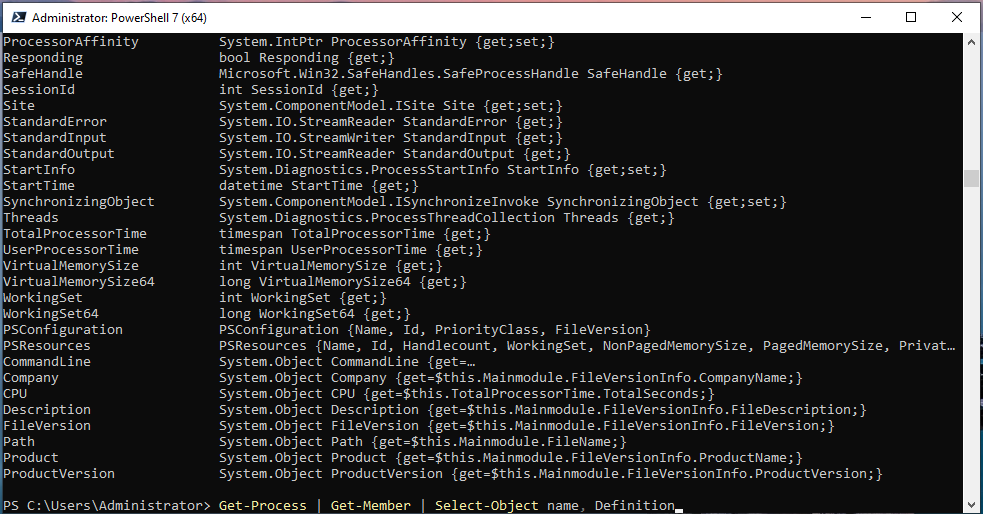 Administrator: PowerShell 7 (x64)
ProcessorAffinity System.IntPtr ProcessorAffinity {get;set;}
Responding bool Responding {get;}
SafeHandle Microsoft.Win32.SafeHandles.SafeProcessHandle SafeHandle {get;}
SessionId int SessionId {get;}
Site System.ComponentModel.ISite Site {get;set;}
StandardError System.IO.StreamReader StandardError {get;}
StandardInput System.IO.StreamWriter StandardInput {get;}
StandardOutput System.IO.StreamReader StandardOutput {get;}
StartInfo System.Diagnostics.ProcessStartInfo StartInfo {get;set;}
StartTime datetime StartTime {get;}
SynchronizingObject System.ComponentModel.ISynchronizeInvoke SynchronizingObject {get;set;}
Threads System.Diagnostics.ProcessThreadCollection Threads {get;}
TotalProcessorTime timespan TotalProcessorTime {get;}
UserProcessorTime timespan UserProcessorTime {get;}
VirtualMemorySize int VirtualMemorySize {get;}
VirtualMemorySize64 long VirtualMemorySize64 {get;}
WorkingSet int WorkingSet {get;}
WorkingSet64 long WorkingSet64 {get;}
PSConfiguration PSConfiguration {Name, Id, PriorityClass, FileVersion}
PSResources PSResources {Name, Id, Handlecount, WorkingSet, NonPagedMemorySize, PagedMemorySize, Privat…
CommandLine System.Object CommandLine {get=…
Company System.Object Company {get=$this.Mainmodule.FileVersionInfo.CompanyName;}
CPU System.Object CPU {get=$this.TotalProcessorTime.TotalSeconds;}
Description System.Object Description {get=$this.Mainmodule.FileVersionInfo.FileDescription;}
FileVersion System.Object FileVersion {get=$this.Mainmodule.FileVersionInfo.FileVersion;}
Path System.Object Path {get=$this.Mainmodule.FileName;}
Product System.Object Product {get=$this.Mainmodule.FileVersionInfo.ProductName;}
ProductVersion System.Object ProductVersion {get=$this.Mainmodule.FileVersionInfo.ProductVersion;}
PS C:\Users\Administrator> Get-Process | Get-Member | Select-Object name, Definition